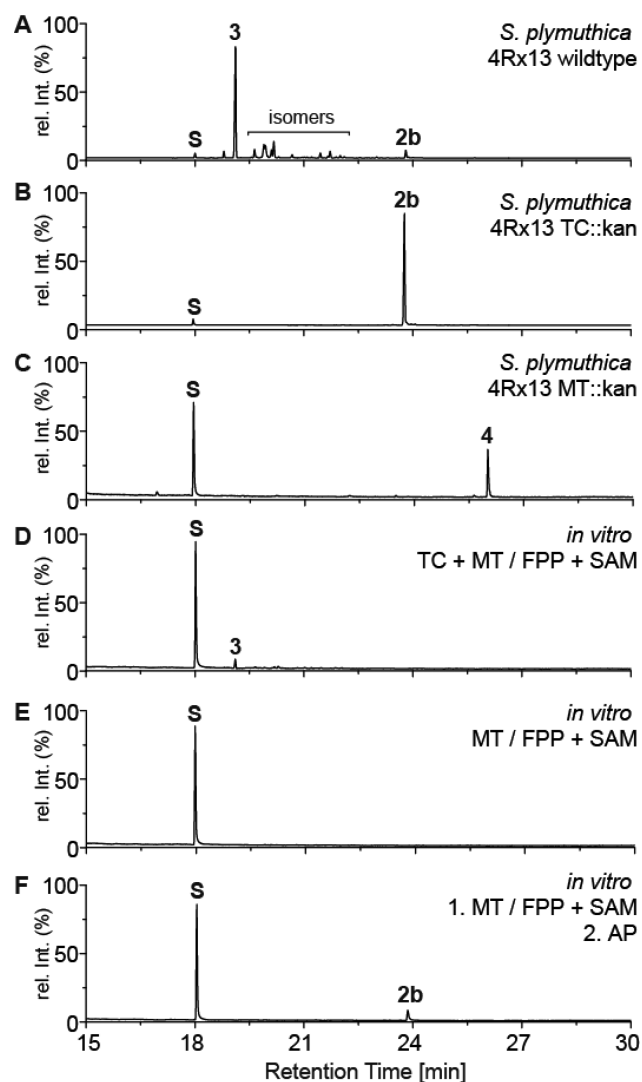 A
rel. Int. (%)
100
50
0
S
3
isomers
2b
S. plymuthica
4Rx13 wildtype
B
rel. Int. (%)
100
50
0
S
2b
S. plymuthica
4Rx13 TC::kan
C
rel. Int. (%)
100
50
0
S
4
S. plymuthica
4Rx13 MT::kan
D
rel. Int. (%)
100
50
0
S
3
in vitro
TC + MT / FPP + SAM
E
rel. Int. (%)
100
50
0
S
in vitro
MT / FPP + SAM
F
rel. Int. (%)
100
50
0
S
2b
in vitro
1. MT / FPP + SAM
2. AP
15 18 21 24 27 30
Retention Time [min]